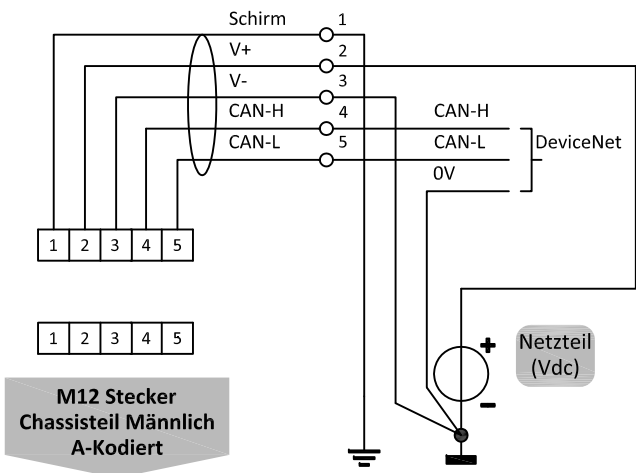 Schirm 1
V+ 2
V- 3
CAN-H 4 CAN-H
CAN-L 5 CAN-L DeviceNet
0V
1 2 3 4 5
1 2 3 4 5
+ Netzteil
(Vdc)
-
M12 Stecker
Chassisteil Männlich
A-Kodiert